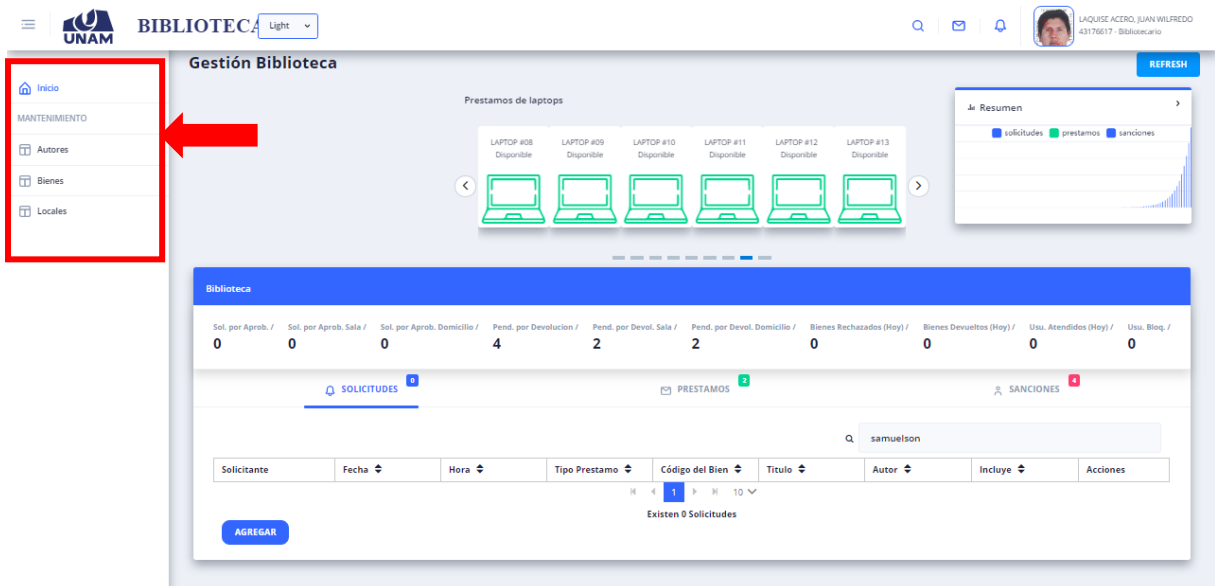 UNAM
BIBLIOTECA
Light
LAQUISE ACERO, JUAN WILFREDO
43176617 - Bibliotecario
Gestión Biblioteca
REFRESH
Inicio
MANTENIMIENTO
Autores
Bienes
Locales
Prestamos de laptops
LAPTOP #08 LAPTOP #09 LAPTOP #10 LAPTOP #11 LAPTOP #12 LAPTOP #13
Disponible Disponible Disponible Disponible Disponible Disponible
Resumen
solicitudes prestamos sanciones
Biblioteca
Sol. por Aprob. / Sol. por Aprob. Sala / Sol. por Aprob. Domicilio / Pend. por Devolucion / Pend. por Devol. Sala / Pend. por Devol. Domicilio / Bienes Rechazados (Hoy) / Bienes Devueltos (Hoy) / Usu. Atendidos (Hoy) / Usu. Bloq. /
0 0 0 4 2 2 0 0 0 0
SOLICITUDES 0 PRESTAMOS 2 SANCIONES 4
samuelson
Solicitante Fecha Hora Tipo Prestamo Código del Bien Titulo Autor Incluye Acciones
1 10
Existen 0 Solicitudes
AGREGAR